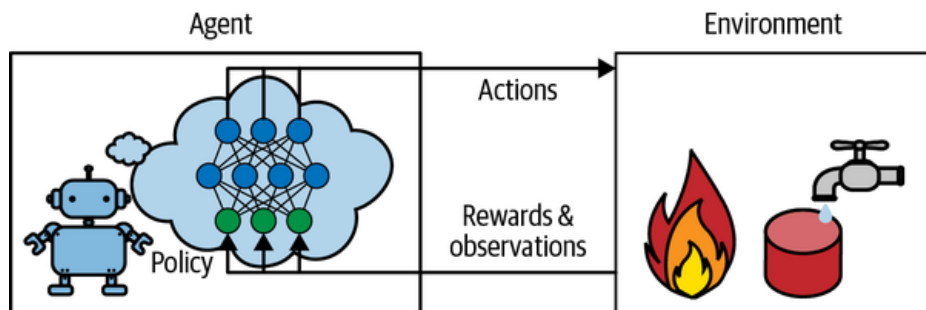 Agent
Environment
Actions
Rewards &
observations
Policy